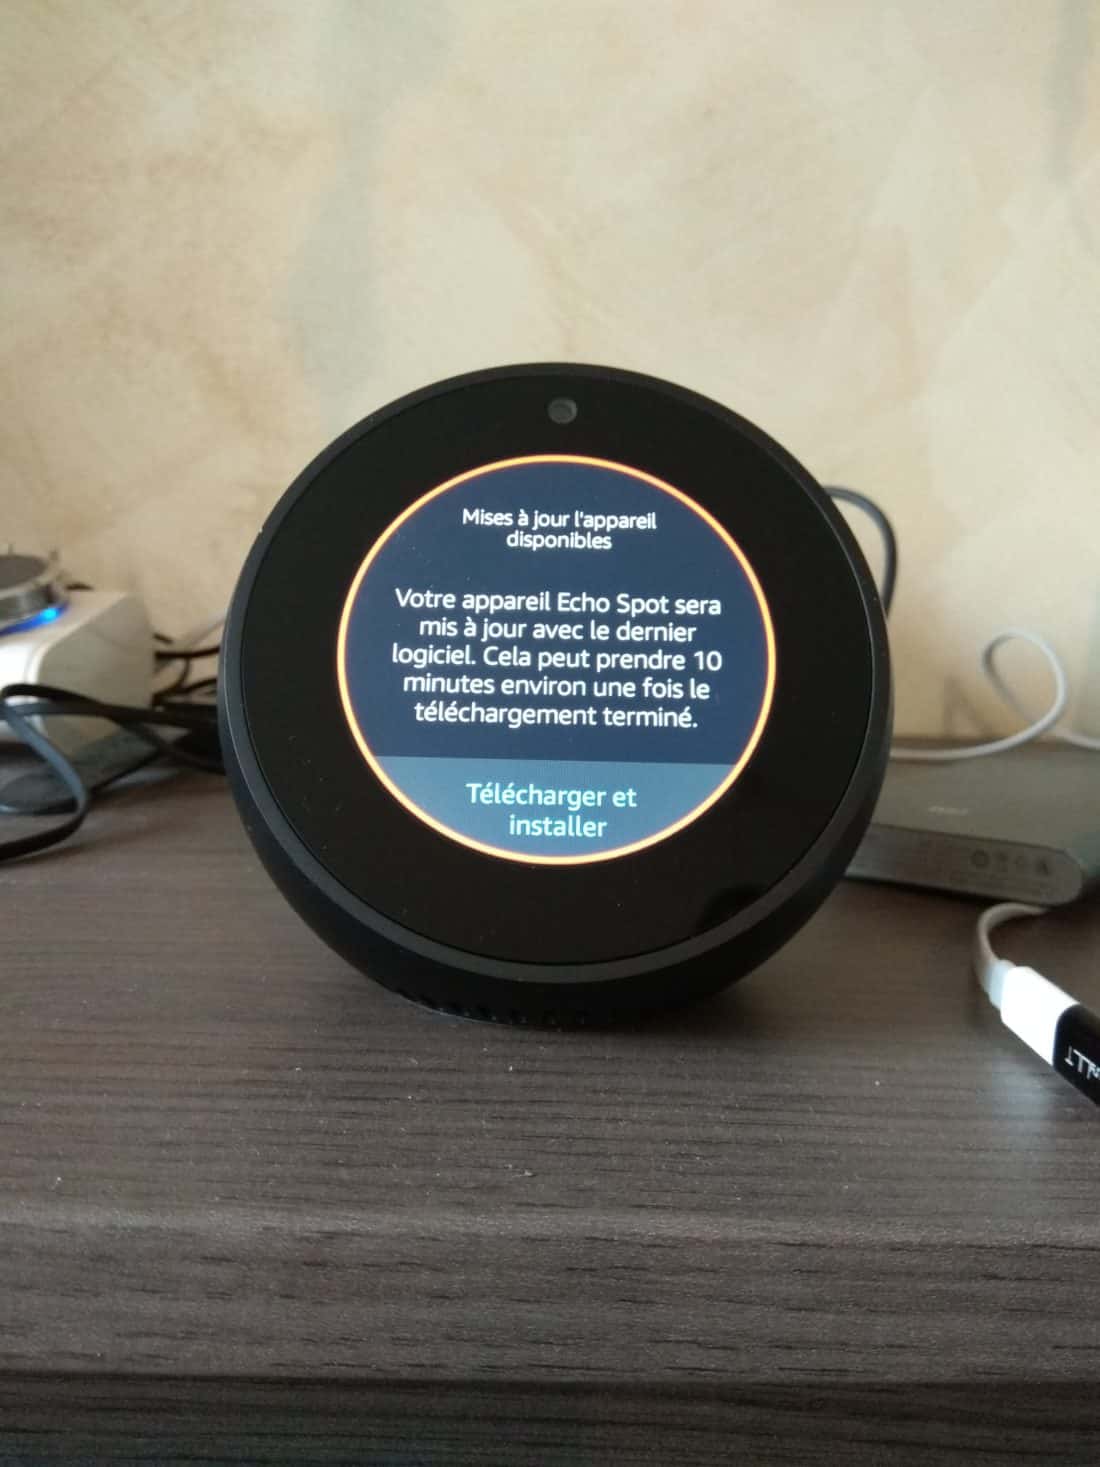 Mises à jour l'appareil
disponibles
Votre appareil Echo Spot sera
mis à jour avec le dernier
logiciel. Cela peut prendre 10
minutes environ une fois le
téléchargement terminé.
Télécharger et
installer